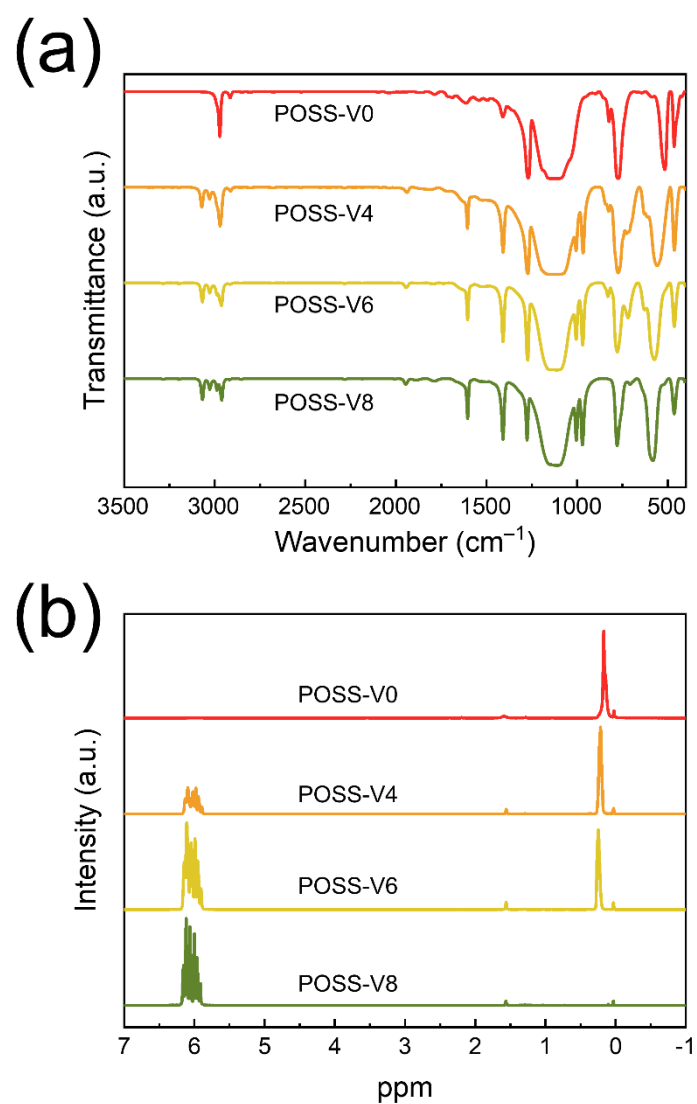 (a)
POSS-V0
POSS-V4
POSS-V6
POSS-V8
Transmittance (a.u.)
3500 3000 2500 2000 1500 1000 500
Wavenumber (cm⁻¹)
(b)
POSS-V0
POSS-V4
POSS-V6
POSS-V8
Intensity (a.u.)
7 6 5 4 3 2 1 0 -1
ppm